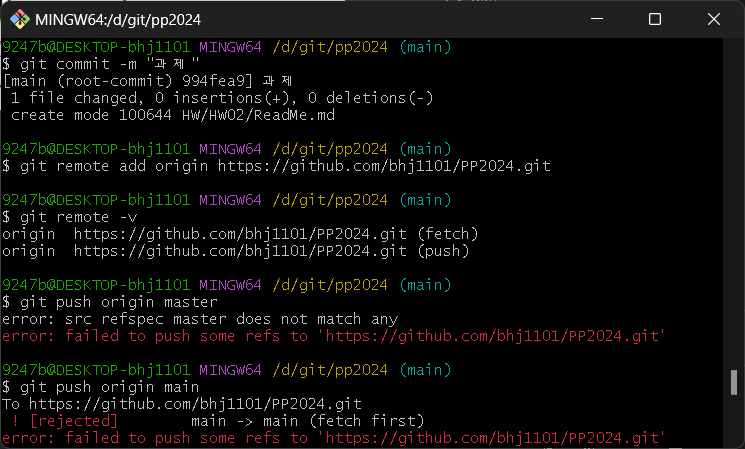 MINGW64:/d/git/pp2024
9247b@DESKTOP-bhj1101 MINGW64 /d/git/pp2024 (main)
$ git commit -m "과제"
[main (root-commit) 994fea9] 과제
 1 file changed, 0 insertions(+), 0 deletions(-)
 create mode 100644 HW/HW02/ReadMe.md
9247b@DESKTOP-bhj1101 MINGW64 /d/git/pp2024 (main)
$ git remote add origin https://github.com/bhj1101/PP2024.git
9247b@DESKTOP-bhj1101 MINGW64 /d/git/pp2024 (main)
$ git remote -v
origin  https://github.com/bhj1101/PP2024.git (fetch)
origin  https://github.com/bhj1101/PP2024.git (push)
9247b@DESKTOP-bhj1101 MINGW64 /d/git/pp2024 (main)
$ git push origin master
error: src refspec master does not match any
error: failed to push some refs to 'https://github.com/bhj1101/PP2024.git'
9247b@DESKTOP-bhj1101 MINGW64 /d/git/pp2024 (main)
$ git push origin main
To https://github.com/bhj1101/PP2024.git
 ! [rejected]        main -> main (fetch first)
error: failed to push some refs to 'https://github.com/bhj1101/PP2024.git'